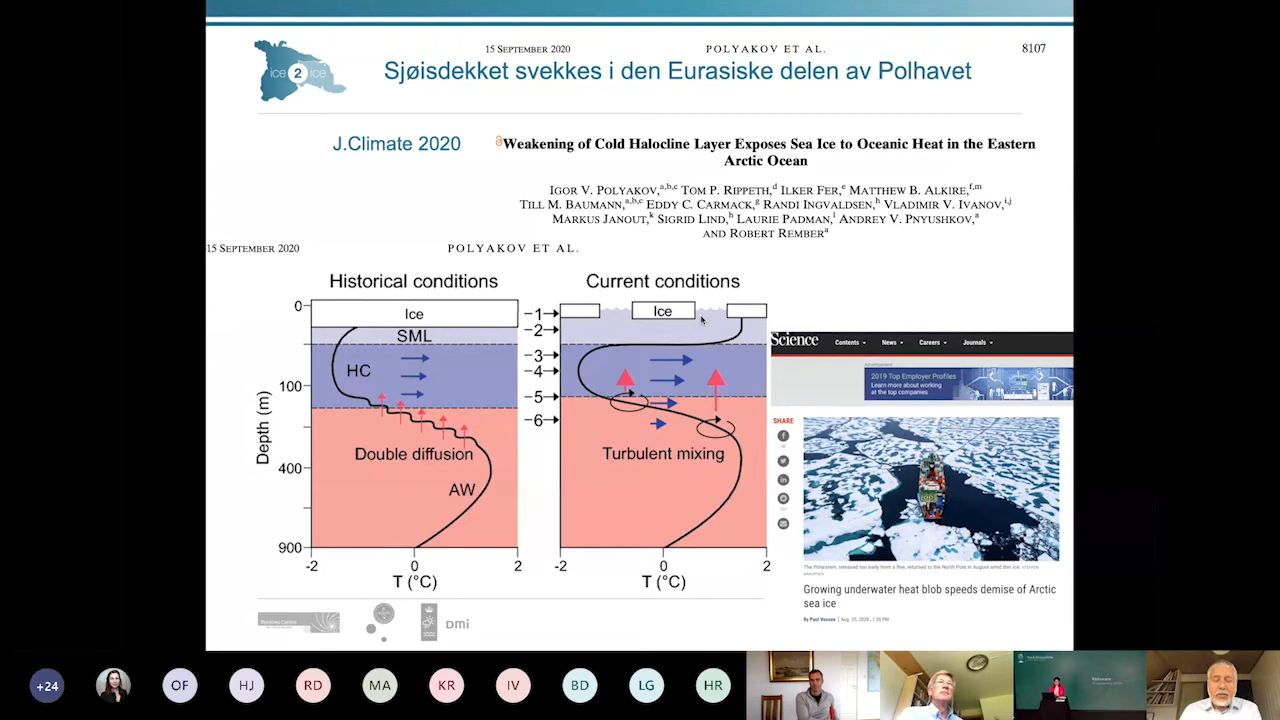 15 SEPTEMBER 2020 POLYAKOV ET AL. 8107
ice 2 ice
Sjøisdekket svekkes i den Eurasiske delen av Polhavet
J.Climate 2020
Weakening of Cold Halocline Layer Exposes Sea Ice to Oceanic Heat in the Eastern
Arctic Ocean
IGOR V. POLYAKOV,a,b,c TOM P. RIPPETH,d ILKER FER,e MATTHEW B. ALKIRE,f,m
TILL M. BAUMANN,a,b,c EDDY C. CARMACK,g RANDI INGVALDSEN,h VLADIMIR V. IVANOV,i,j
MARKUS JANOUT,k SIGRID LIND,h LAURIE PADMAN,l ANDREY V. PNYUSHKOV,a
AND ROBERT REMBERa
15 SEPTEMBER 2020 POLYAKOV ET AL.
Historical conditions
Current conditions
0
100
400
900
Depth (m)
Ice
SML
HC
Double diffusion
AW
-2 0 2
T (°C)
1
2
3
4
5
6
Ice
Turbulent mixing
-2 0 2
T (°C)
Science Contents News Careers Journals
2019 Top Employer Profiles
Learn more about working
at the top companies
SHARE
The Polarstern, released too early from a floe, returned to the North Pole in August amid thin ice.
Growing underwater heat blob speeds demise of Arctic
sea ice
By Paul Voosen | Aug. 25, 2020, 1:30 PM
DMi
+24 OF HJ RD MA KR IV BD LG HR